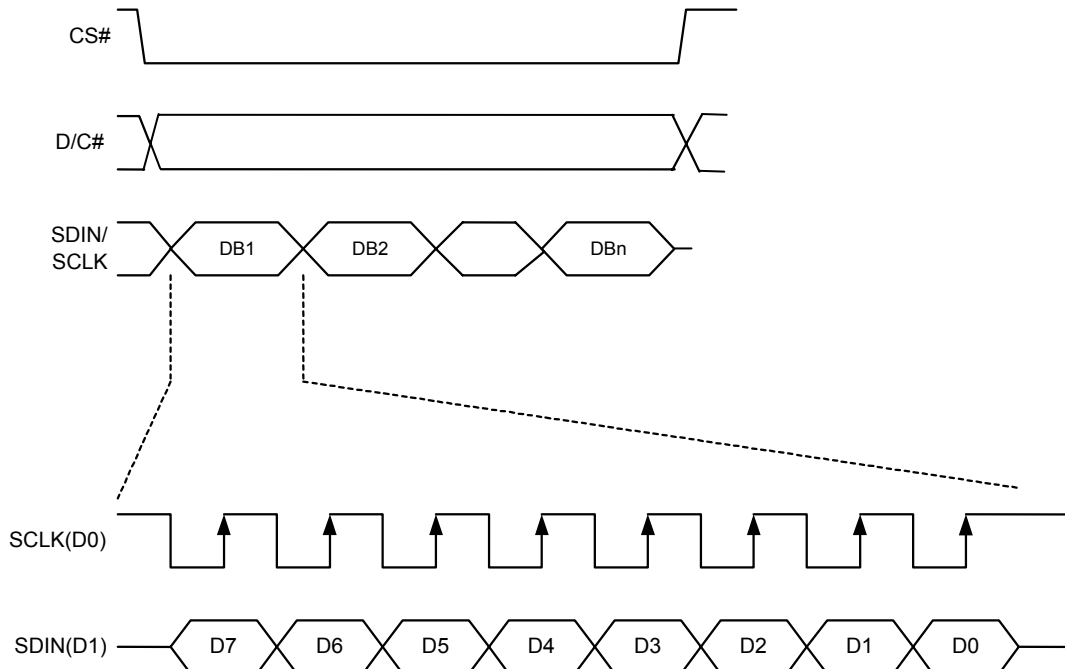 CS#
D/C#
SDIN/
SCLK
DB1 DB2 DBn
SCLK(D0)
SDIN(D1) D7 D6 D5 D4 D3 D2 D1 D0